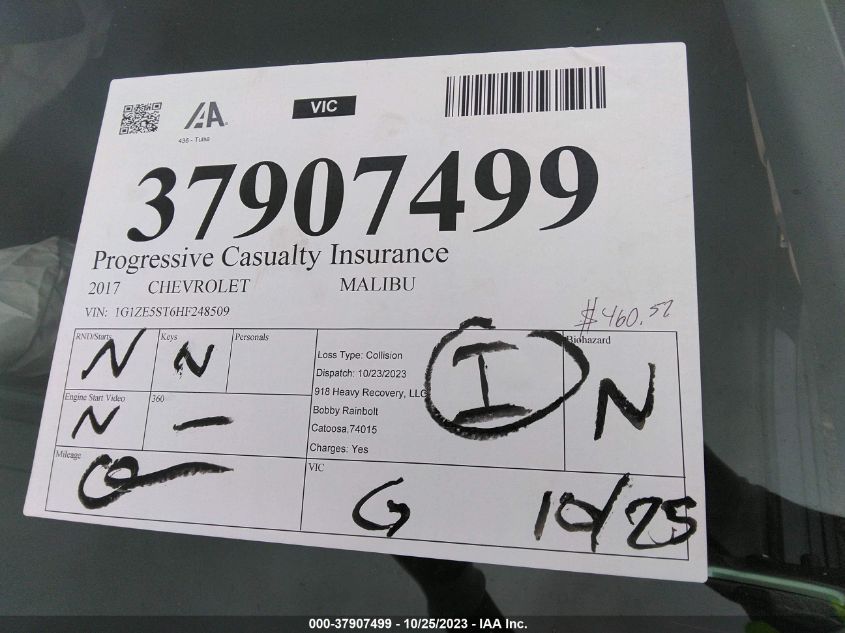 IAA
VIC
436 - Tulsa
37907499
Progressive Casualty Insurance
2017 CHEVROLET MALIBU
VIN: 1G1ZE5ST6HF248509
$460.52
RND/Starts
N
Keys
N
Personals
Loss Type: Collision
Dispatch: 10/23/2023
918 Heavy Recovery, LLC
Bobby Rainbolt
Catoosa,74015
Charges: Yes
I
Biohazard
N
Engine Start Video
N
360
—
Mileage
VIC
G
10/25
000-37907499 - 10/25/2023 - IAA Inc.